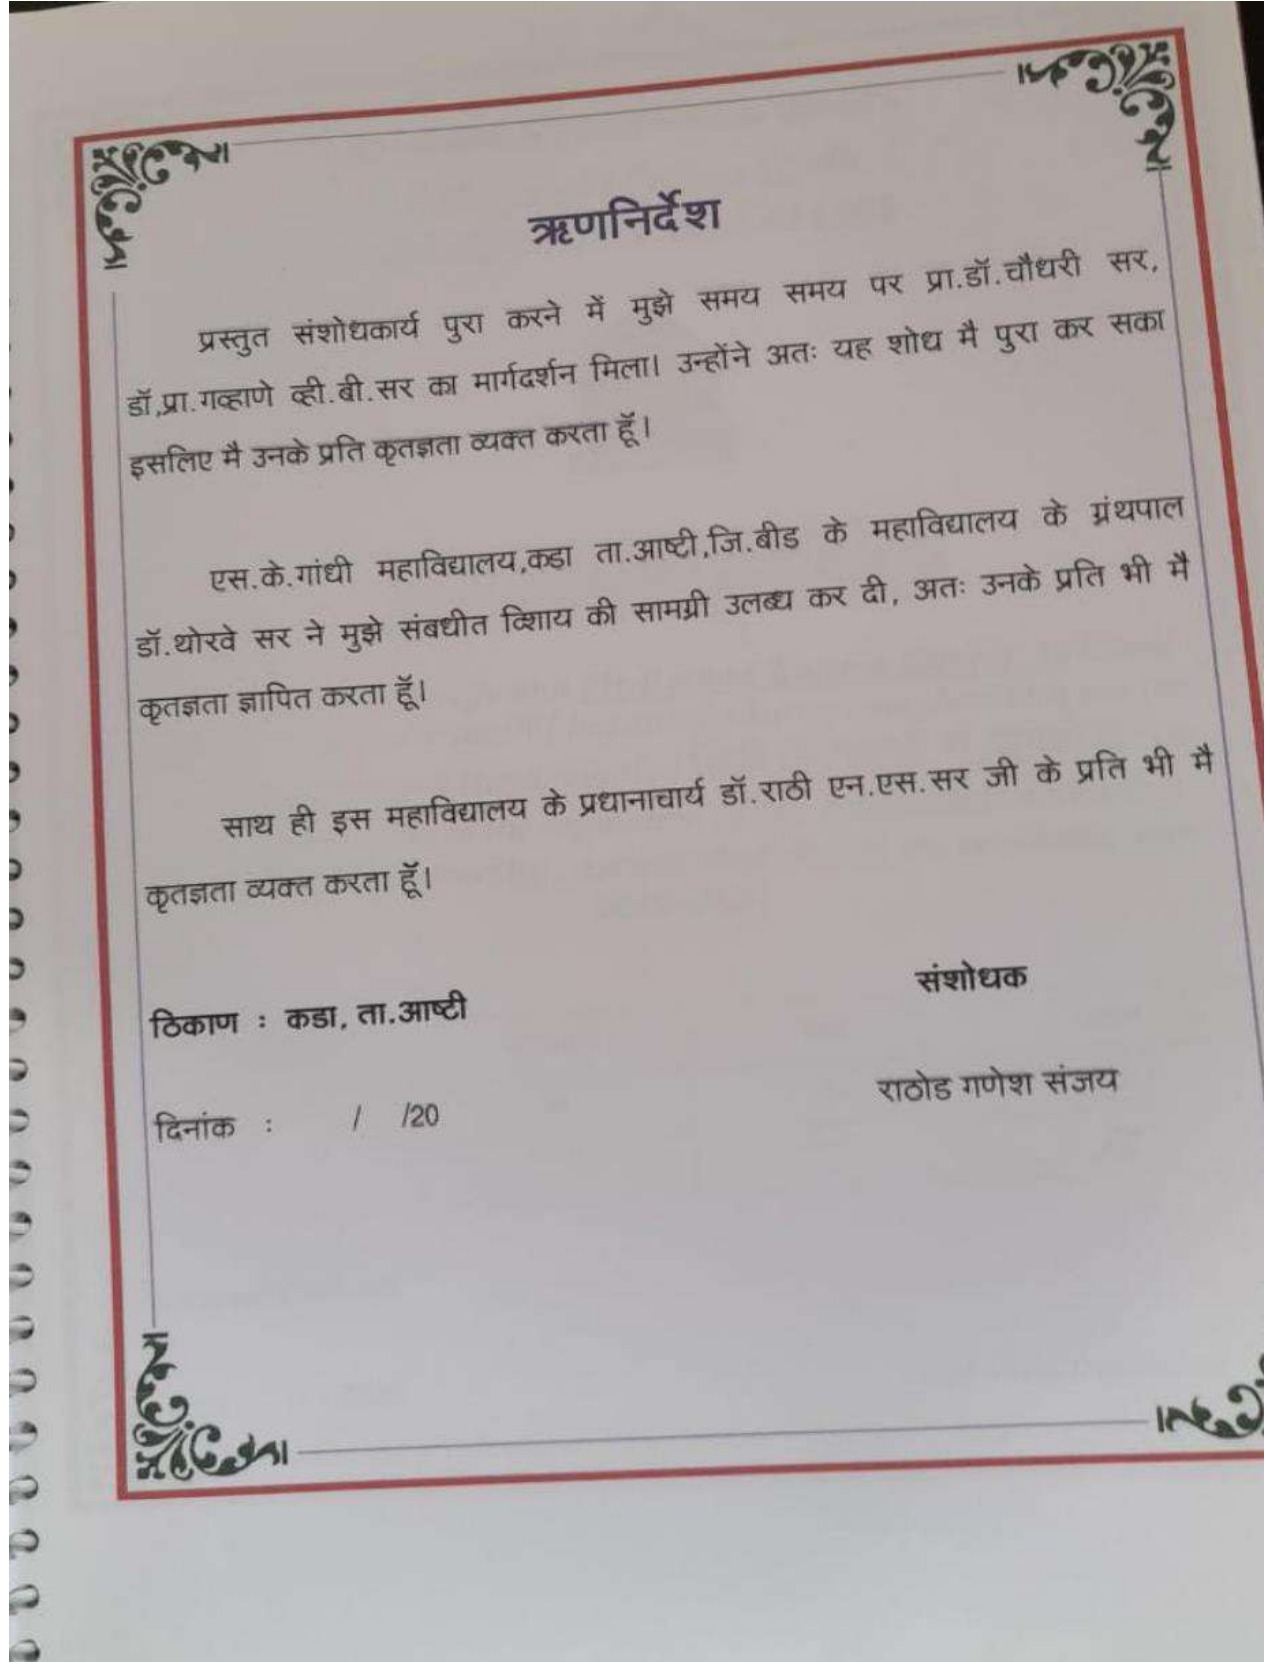 ऋणनिर्देश
प्रस्तुत संशोधकार्य पुरा करने में मुझे समय समय पर प्रा.डॉ.चौधरी सर,
डॉ,प्रा.गव्हाणे व्ही.बी.सर का मार्गदर्शन मिला। उन्होंने अतः यह शोध मै पुरा कर सका
इसलिए मै उनके प्रति कृतज्ञता व्यक्त करता हूॅ।
एस.के.गांधी महाविद्यालय,कडा ता.आष्टी,जि.बीड के महाविद्यालय के ग्रंथपाल
डॉ.थोरवे सर ने मुझे संबधीत विशाय की सामग्री उलब्ध कर दी, अतः उनके प्रति भी मै
कृतज्ञता ज्ञापित करता हूॅ।
साथ ही इस महाविद्यालय के प्रधानाचार्य डॉ.राठी एन.एस.सर जी के प्रति भी मै
कृतज्ञता व्यक्त करता हूॅ।
संशोधक
ठिकाण : कडा, ता.आष्टी
राठोड गणेश संजय
दिनांक : / /20